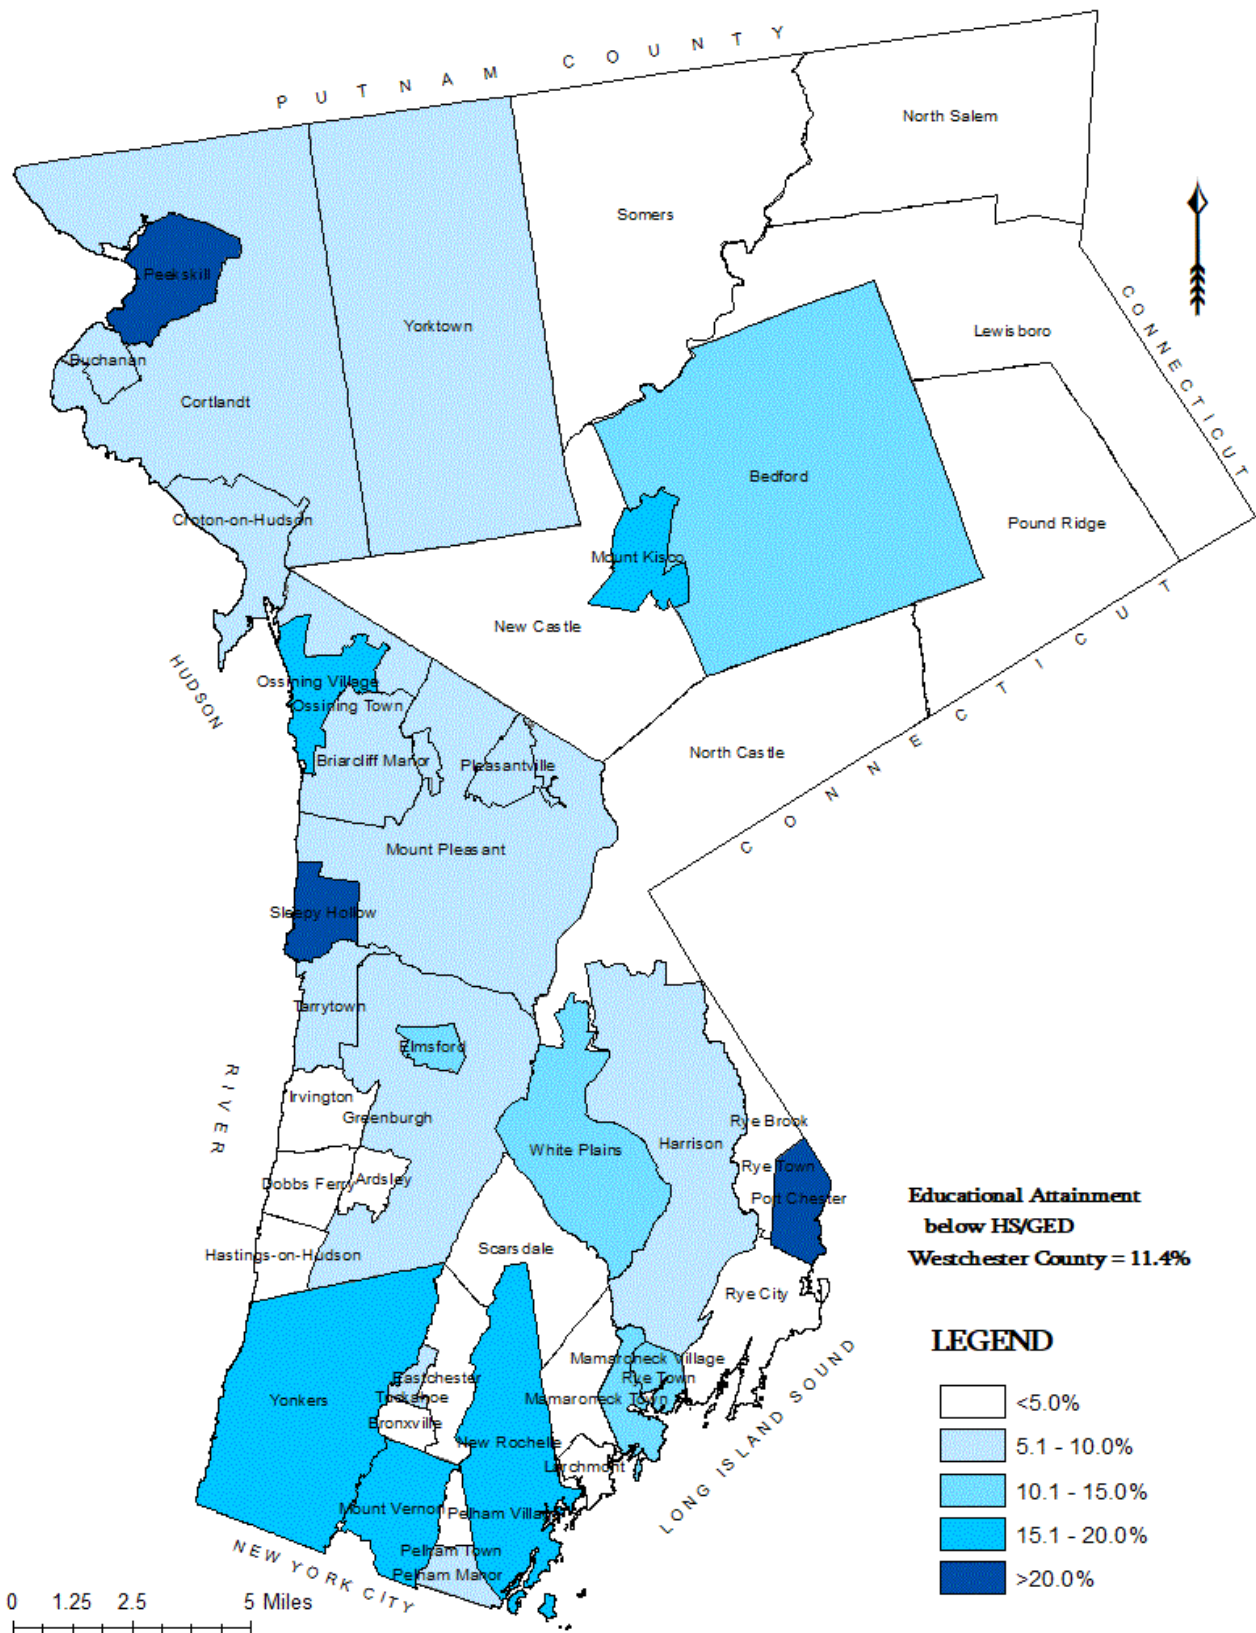 PUTNAM COUNTY
North Salem
Somers
Peekskill
Yorktown
Lewisboro
CONNECTICUT
Buchanan
Cortlandt
Bedford
Croton-on-Hudson
Pound Ridge
Mount Kisco
New Castle
HUDSON
Ossining Village
Ossining Town
North Castle
CONNECTICUT
Briarcliff Manor
Pleasantville
Mount Pleasant
Sleepy Hollow
Tarrytown
Elmsford
RIVER
Irvington
Greenburgh
Rye Brook
White Plains
Harrison
Rye Town
Dobbs Ferry
Ardsley
Port Chester
Educational Attainment
below HS/GED
Westchester County = 11.4%
Hastings-on-Hudson
Scarsdale
Rye City
LEGEND
Mamaroneck Village
Eastchester
Rye Town
Yonkers
Tuckahoe
Mamaroneck Town
<5.0%
Bronxville
New Rochelle
5.1 - 10.0%
Larchmont
LONG ISLAND SOUND
10.1 - 15.0%
Mount Vernon
Pelham Village
15.1 - 20.0%
Pelham Town
Pelham Manor
>20.0%
NEW YORK CITY
0 1.25 2.5 5 Miles